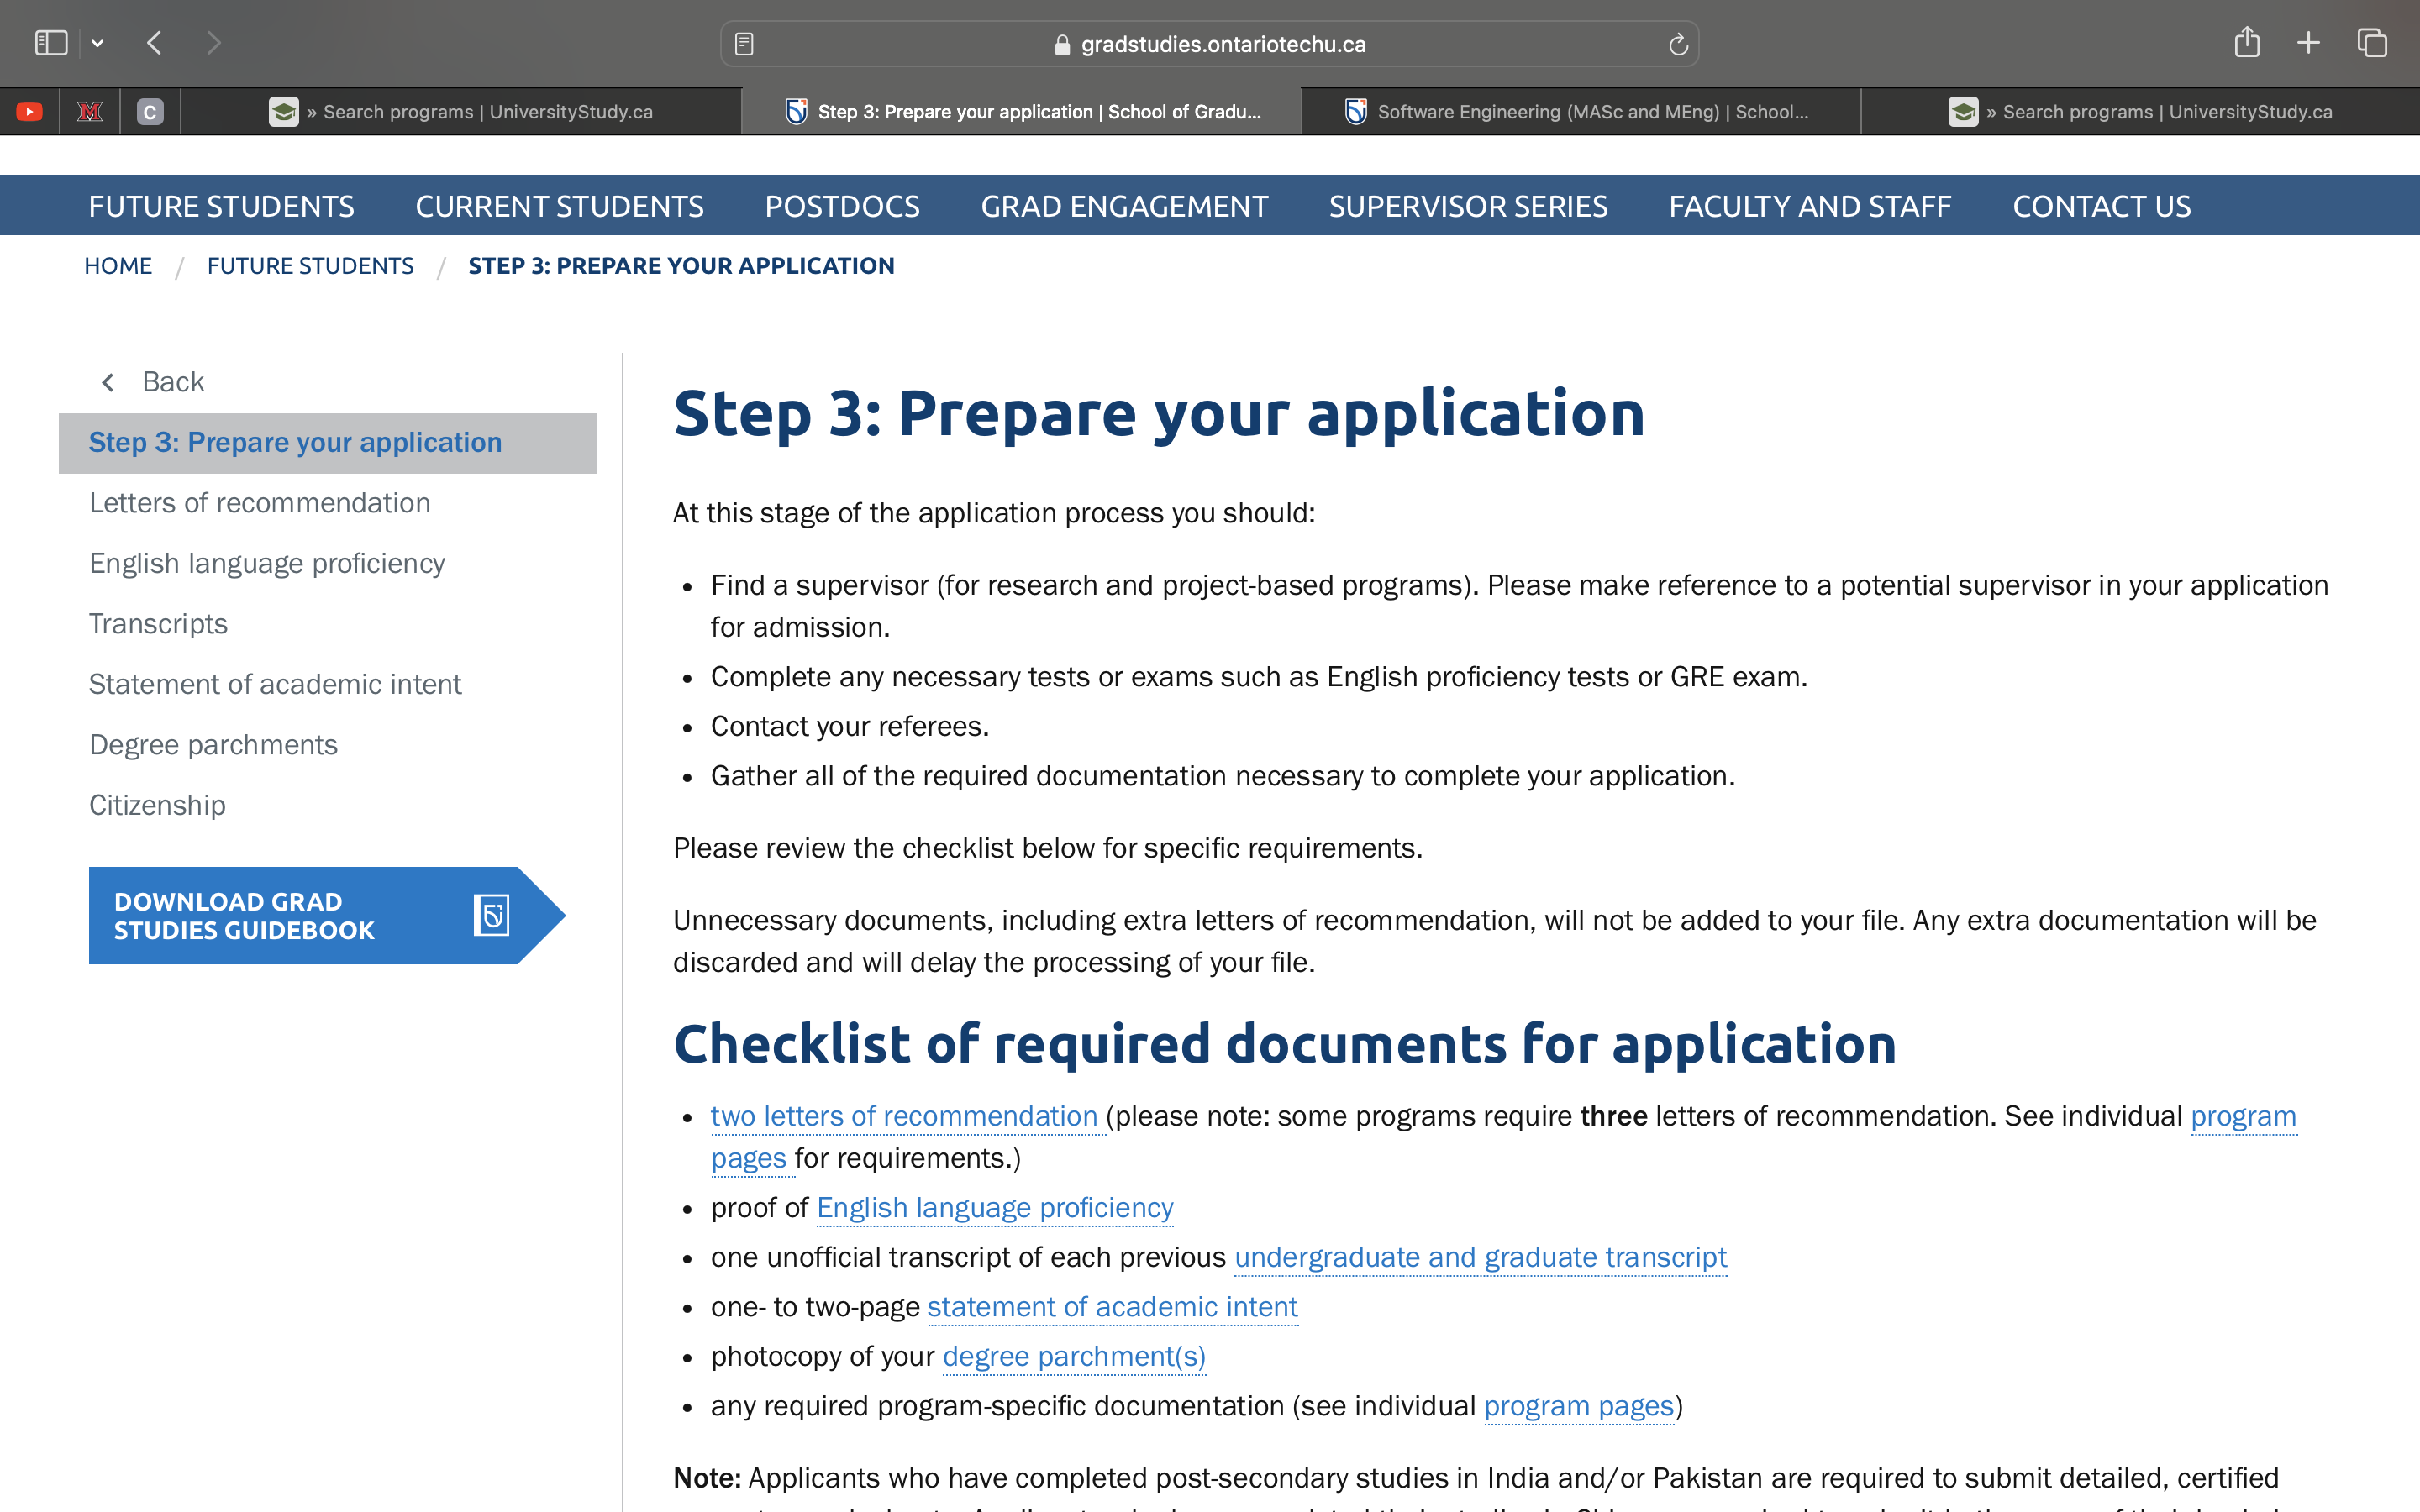 gradstudies.ontariotechu.ca
C
» Search programs | UniversityStudy.ca
Step 3: Prepare your application | School of Gradu...
Software Engineering (MASc and MEng) | School...
» Search programs | UniversityStudy.ca
FUTURE STUDENTS CURRENT STUDENTS POSTDOCS GRAD ENGAGEMENT SUPERVISOR SERIES FACULTY AND STAFF CONTACT US
HOME / FUTURE STUDENTS / STEP 3: PREPARE YOUR APPLICATION
Back
Step 3: Prepare your application
Letters of recommendation
English language proficiency
Transcripts
Statement of academic intent
Degree parchments
Citizenship
DOWNLOAD GRAD
STUDIES GUIDEBOOK
Step 3: Prepare your application
At this stage of the application process you should:
• Find a supervisor (for research and project-based programs). Please make reference to a potential supervisor in your application
for admission.
• Complete any necessary tests or exams such as English proficiency tests or GRE exam.
• Contact your referees.
• Gather all of the required documentation necessary to complete your application.
Please review the checklist below for specific requirements.
Unnecessary documents, including extra letters of recommendation, will not be added to your file. Any extra documentation will be
discarded and will delay the processing of your file.
Checklist of required documents for application
• two letters of recommendation (please note: some programs require three letters of recommendation. See individual program
pages for requirements.)
• proof of English language proficiency
• one unofficial transcript of each previous undergraduate and graduate transcript
• one- to two-page statement of academic intent
• photocopy of your degree parchment(s)
• any required program-specific documentation (see individual program pages)
Note: Applicants who have completed post-secondary studies in India and/or Pakistan are required to submit detailed, certified